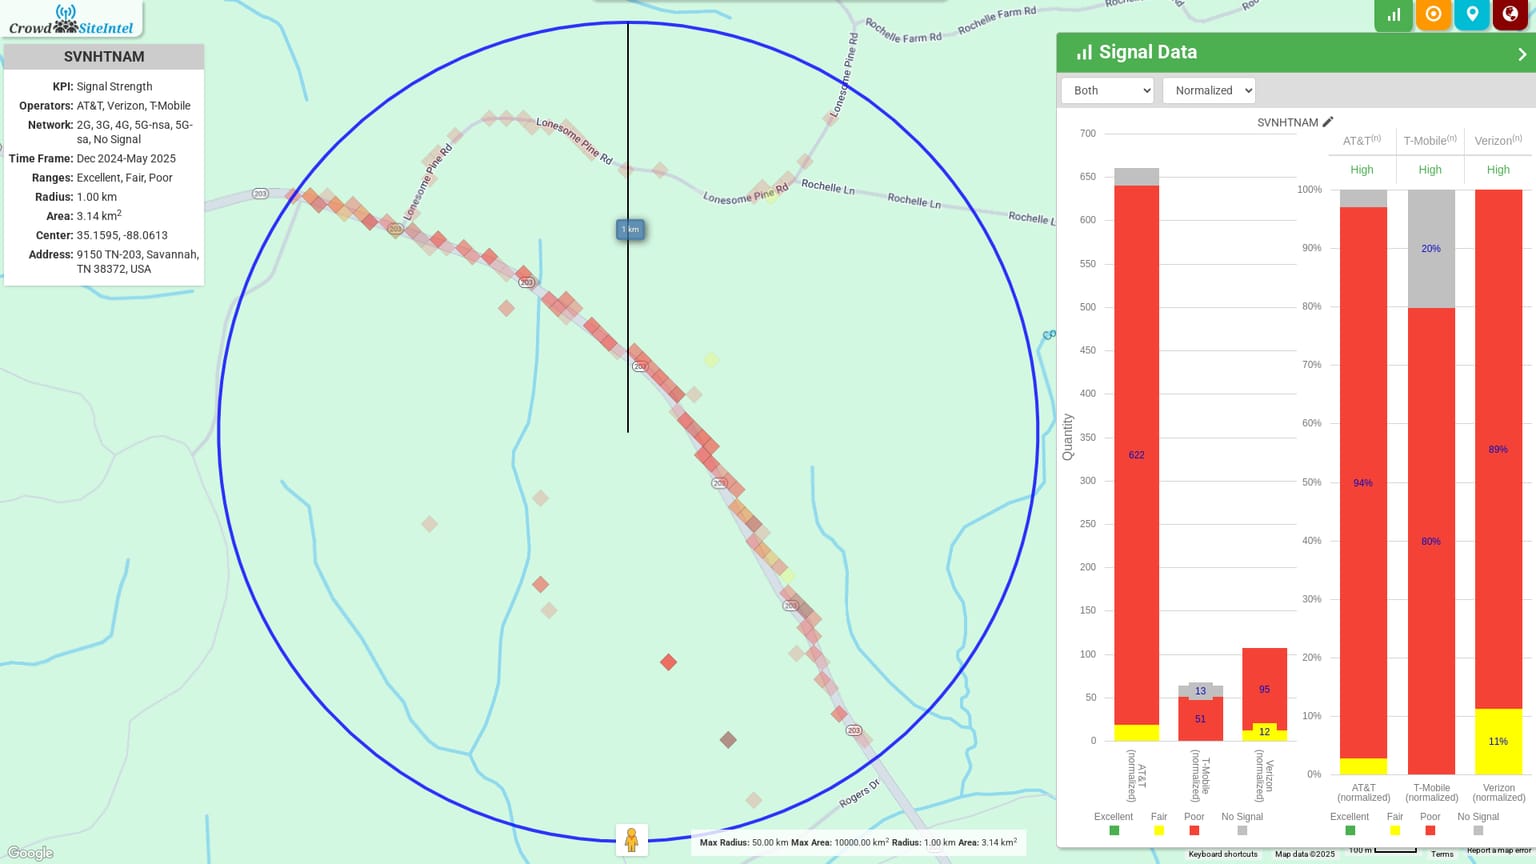 CrowdSiteIntel
SVNHTNAM
KPI: Signal Strength
Operators: AT&T, Verizon, T-Mobile
Network: 2G, 3G, 4G, 5G-nsa, 5G-
sa, No Signal
Time Frame: Dec 2024-May 2025
Ranges: Excellent, Fair, Poor
Radius: 1.00 km
Area: 3.14 km²
Center: 35.1595, -88.0613
Address: 9150 TN-203, Savannah,
TN 38372, USA
Rochelle Farm Rd
Rochelle Farm Rd
Lonesome Pine Rd
Lonesome Pine Rd
Lonesome Pine Rd
Lonesome Pine Rd
Rochelle Ln
Rochelle Ln
Rochelle L
203
203
203
203
203
203
203
1 km
Rogers Dr
Google
Max Radius: 50.00 km Max Area: 10000.00 km² Radius: 1.00 km Area: 3.14 km²
Keyboard shortcuts
Map data ©2025
100 m
Terms
Report a map error
Signal Data
Both
Normalized
SVNHTNAM
700
650
600
550
500
450
400
350
300
250
200
150
100
50
0
Quantity
622
13
51
95
12
AT&T
(normalized)
T-Mobile
(normalized)
Verizon
(normalized)
Excellent
Fair
Poor
No Signal
AT&T(n)
T-Mobile(n)
Verizon(n)
High
High
High
100%
90%
80%
70%
60%
50%
40%
30%
20%
10%
0%
94%
20%
80%
89%
11%
AT&T
(normalized)
T-Mobile
(normalized)
Verizon
(normalized)
Excellent
Fair
Poor
No Signal